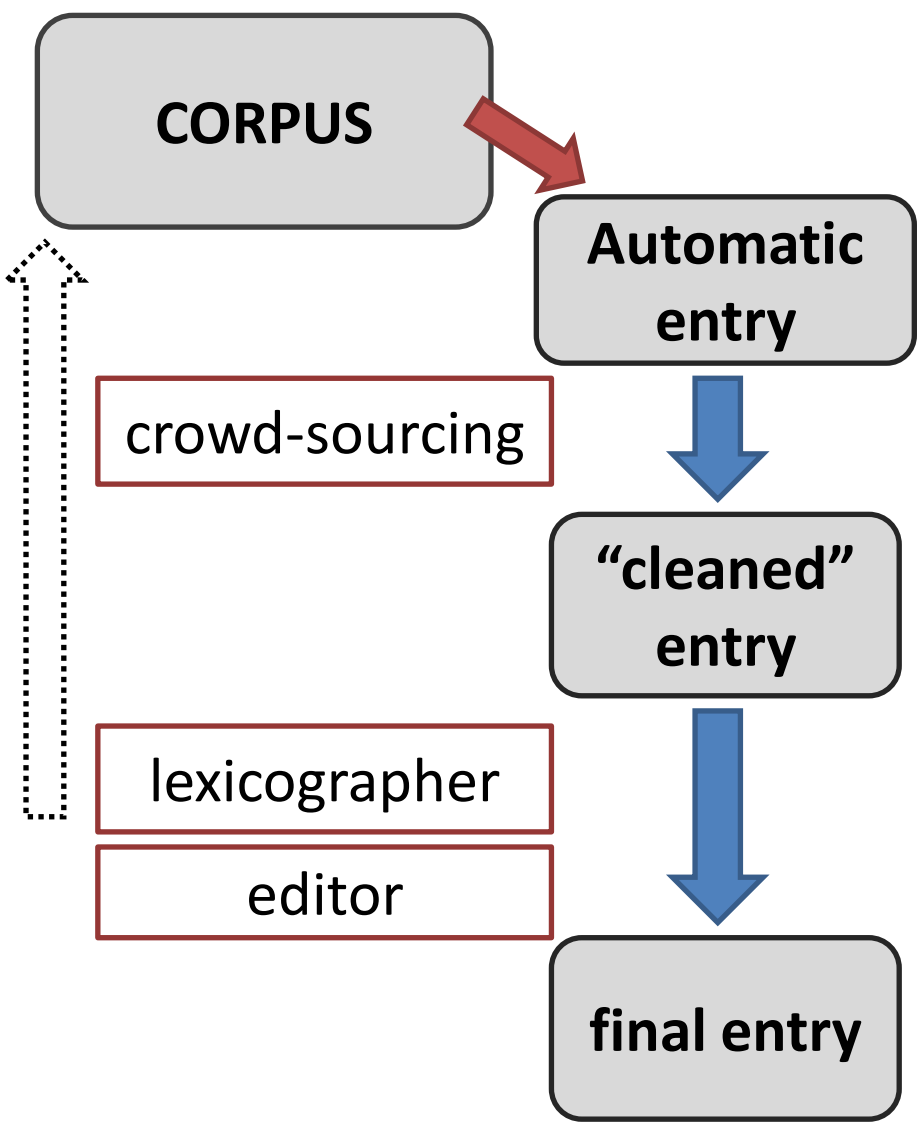 CORPUS
Automatic
entry
crowd-sourcing
“cleaned”
entry
lexicographer
editor
final entry